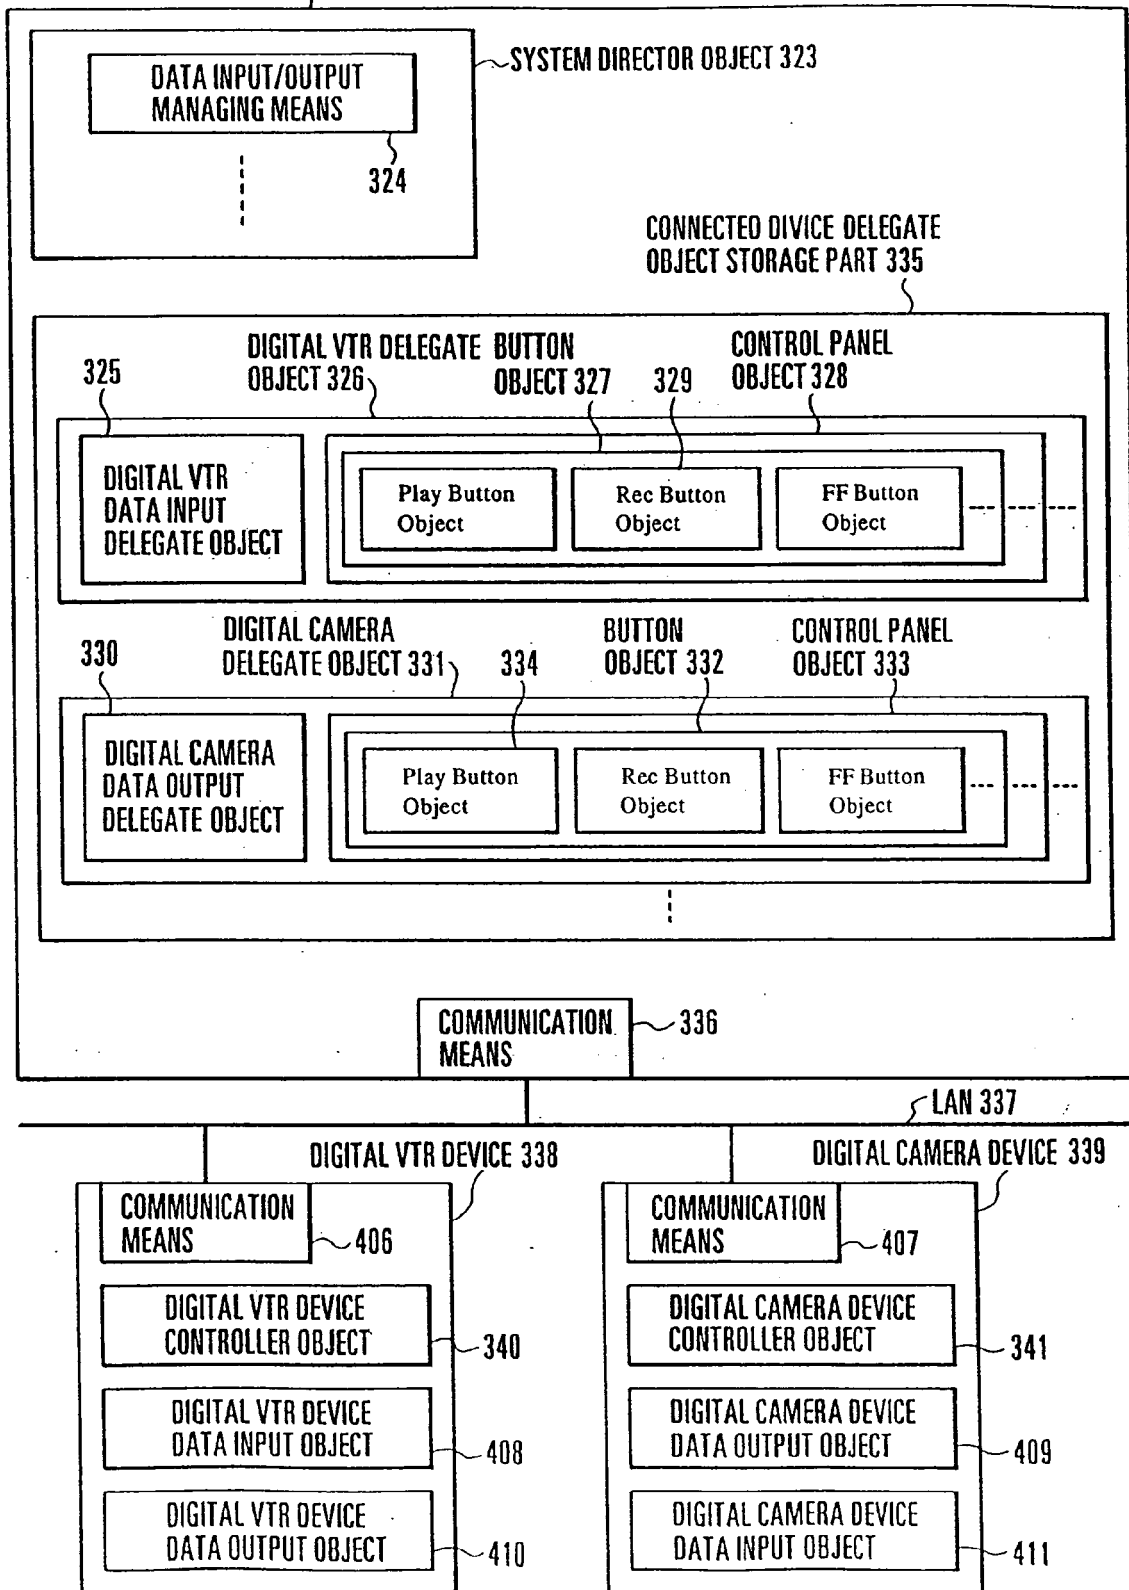 DATA INPUT/OUTPUT
MANAGING MEANS
324
SYSTEM DIRECTOR OBJECT 323
CONNECTED DIVICE DELEGATE
OBJECT STORAGE PART 335
325
DIGITAL VTR DELEGATE
OBJECT 326
BUTTON
OBJECT 327
329
CONTROL PANEL
OBJECT 328
DIGITAL VTR
DATA INPUT
DELEGATE OBJECT
Play Button
Object
Rec Button
Object
FF Button
Object
330
DIGITAL CAMERA
DELEGATE OBJECT 331
334
BUTTON
OBJECT 332
CONTROL PANEL
OBJECT 333
DIGITAL CAMERA
DATA OUTPUT
DELEGATE OBJECT
Play Button
Object
Rec Button
Object
FF Button
Object
COMMUNICATION
MEANS
336
LAN 337
DIGITAL VTR DEVICE 338
COMMUNICATION
MEANS
406
DIGITAL VTR DEVICE
CONTROLLER OBJECT
340
DIGITAL VTR DEVICE
DATA INPUT OBJECT
408
DIGITAL VTR DEVICE
DATA OUTPUT OBJECT
410
DIGITAL CAMERA DEVICE 339
COMMUNICATION
MEANS
407
DIGITAL CAMERA DEVICE
CONTROLLER OBJECT
341
DIGITAL CAMERA DEVICE
DATA OUTPUT OBJECT
409
DIGITAL CAMERA DEVICE
DATA INPUT OBJECT
411